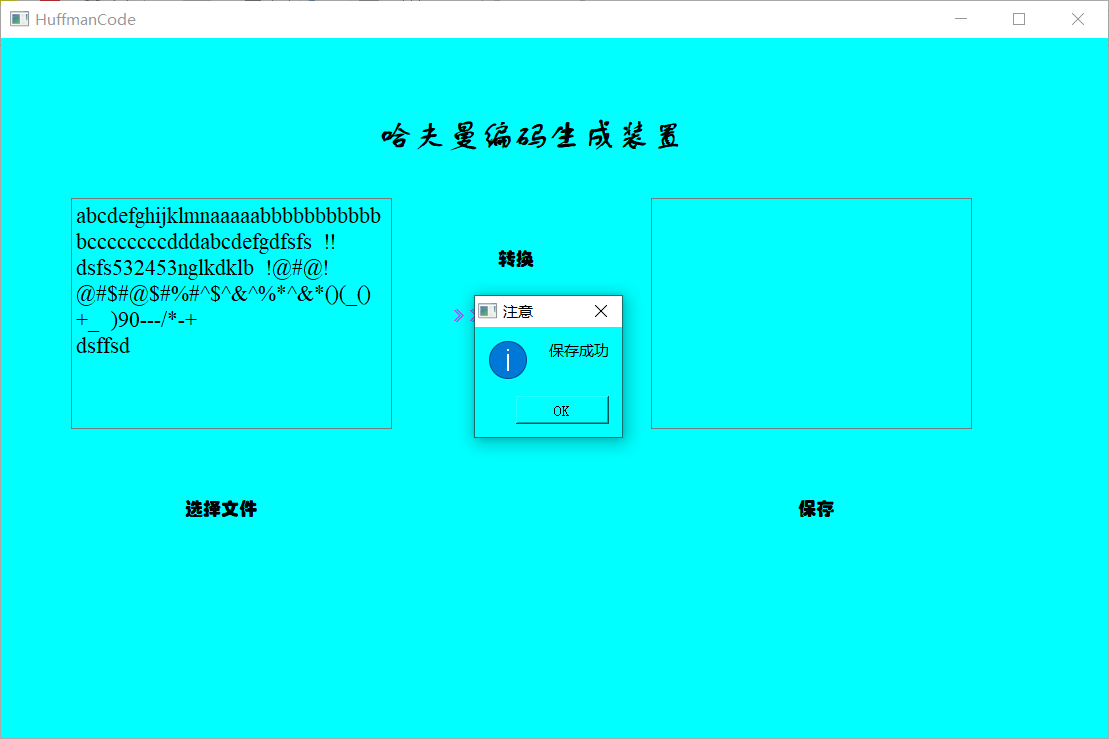 HuffmanCode
哈夫曼编码生成装置
abcdefghijklmnaaaaabbbbbbbbbbb
bccccccccdddabcdefgdfsfs !!
dsfs532453nglkdklb !@#@!
@#$#@$#%#^$^&^%*^&*()(_()
+_ )90---/*-+
dsffsd
转换
注意
保存成功
OK
选择文件
保存